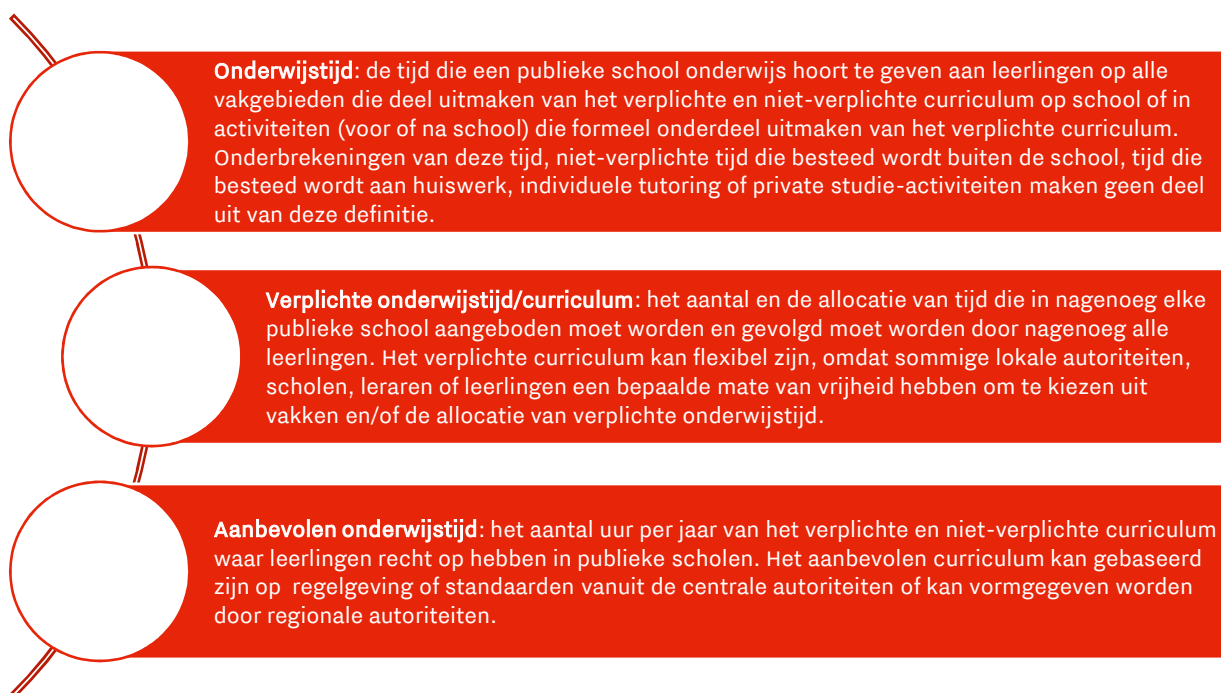 Onderwijstijd: de tijd die een publieke school onderwijs hoort te geven aan leerlingen op alle
vakgebieden die deel uitmaken van het verplichte en niet-verplichte curriculum op school of in
activiteiten (voor of na school) die formeel onderdeel uitmaken van het verplichte curriculum.
Onderbrekeningen van deze tijd, niet-verplichte tijd die besteed wordt buiten de school, tijd die
besteed wordt aan huiswerk, individuele tutoring of private studie-activiteiten maken geen deel
uit van deze definitie.
Verplichte onderwijstijd/curriculum: het aantal en de allocatie van tijd die in nagenoeg elke
publieke school aangeboden moet worden en gevolgd moet worden door nagenoeg alle
leerlingen. Het verplichte curriculum kan flexibel zijn, omdat sommige lokale autoriteiten,
scholen, leraren of leerlingen een bepaalde mate van vrijheid hebben om te kiezen uit
vakken en/of de allocatie van verplichte onderwijstijd.
Aanbevolen onderwijstijd: het aantal uur per jaar van het verplichte en niet-verplichte curriculum
waar leerlingen recht op hebben in publieke scholen. Het aanbevolen curriculum kan gebaseerd
zijn op regelgeving of standaarden vanuit de centrale autoriteiten of kan vormgegeven worden
door regionale autoriteiten.